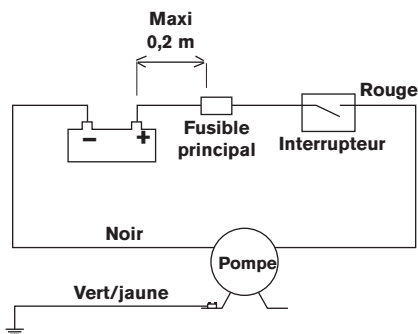 Maxi
0,2 m
Rouge
– +
Fusible
principal
Interrupteur
Noir
Pompe
Vert/jaune